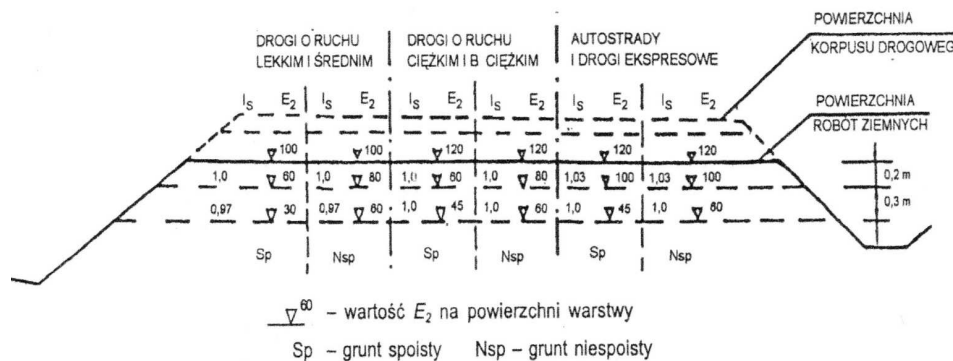 DROGI O RUCHU
LEKKIM I ŚREDNIM
DROGI O RUCHU
CIĘŻKIM I B CIĘŻKIM
AUTOSTRADY
I DROGI EKSPRESOWE
POWIERZCHNIA
KORPUSU DROGOWEGO
Is E2 Is E2 Is E2 Is E2 Is E2 Is E2
POWIERZCHNIA
ROBÓT ZIEMNYCH
100 100 120 120 120 120
1,0 60 1,0 80 1,0 60 1,0 80 1,03 100 1,03 100 0,2 m
0,97 30 0,97 60 1,0 45 1,0 60 1,0 45 1,0 60 0,3 m
Sp Nsp Sp Nsp Sp Nsp
60 – wartość E2 na powierzchni warstwy
Sp – grunt spoisty Nsp – grunt niespoisty